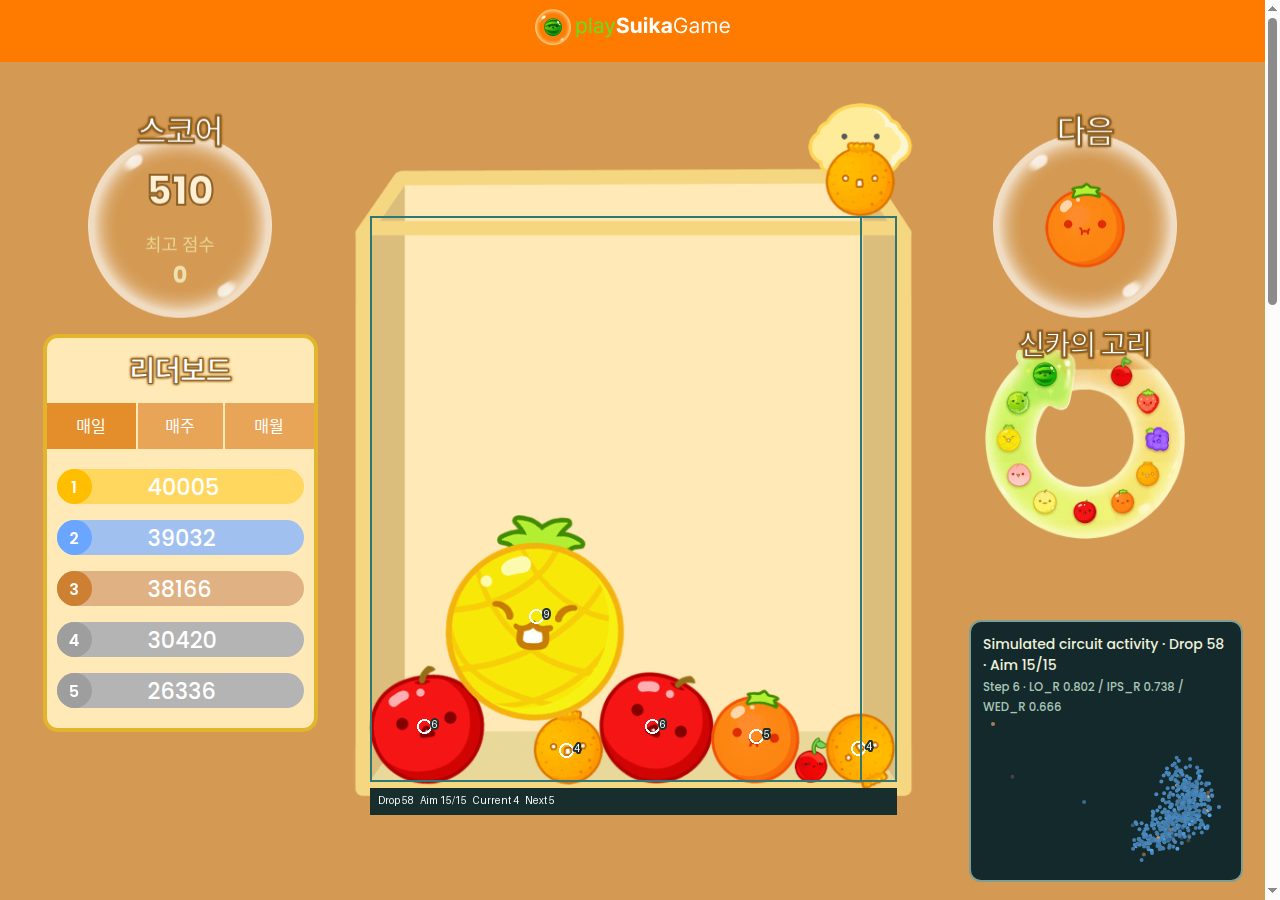 playSuikaGame
스코어
510
최고 점수
0
리더보드
매일 매주 매월
1 40005
2 39032
3 38166
4 30420
5 26336
다음
신카의 고리
9
6
6
4
5
4
Drop 58 Aim 15/15 Current 4 Next 5
Simulated circuit activity · Drop 58
· Aim 15/15
Step 6 · LO_R 0.802 / IPS_R 0.738 /
WED_R 0.666